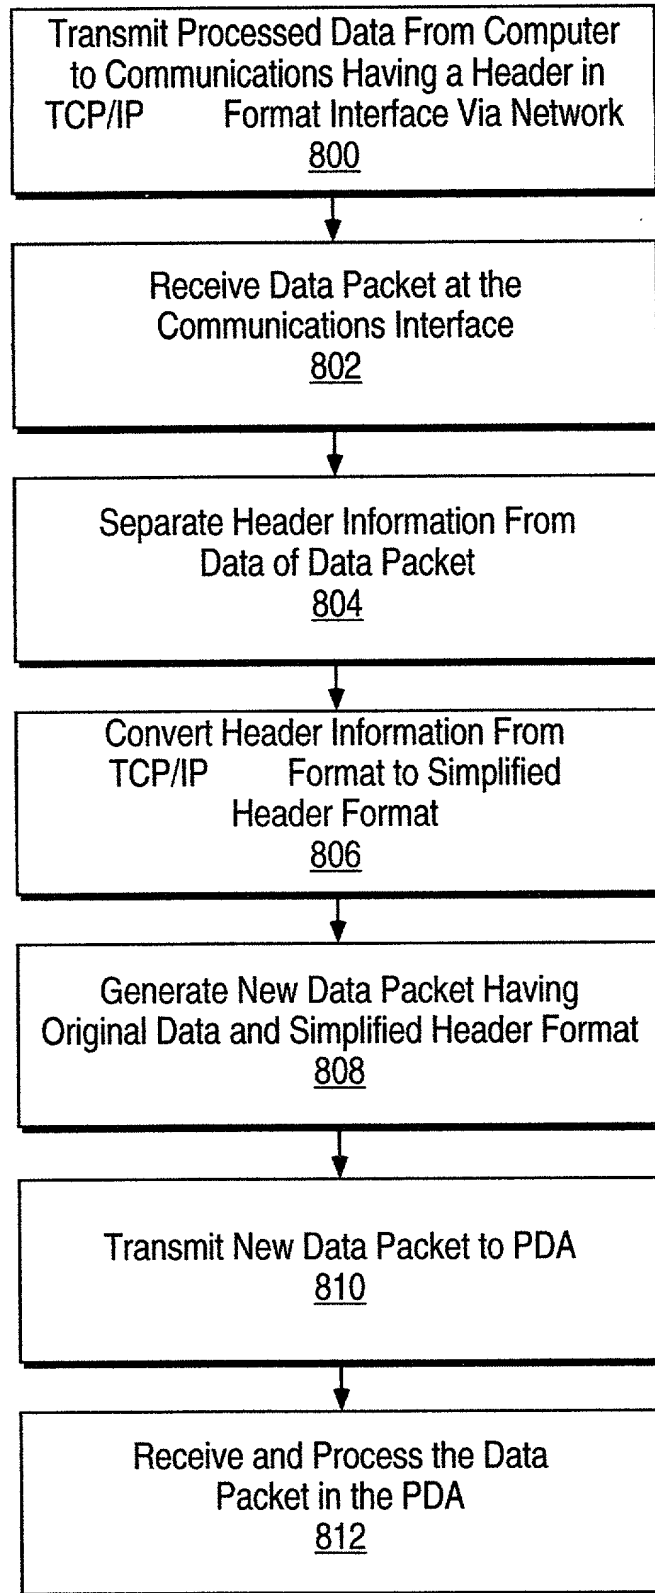 Transmit Processed Data From Computer
to Communications Having a Header in
TCP/IP Format Interface Via Network
800
Receive Data Packet at the
Communications Interface
802
Separate Header Information From
Data of Data Packet
804
Convert Header Information From
TCP/IP Format to Simplified
Header Format
806
Generate New Data Packet Having
Original Data and Simplified Header Format
808
Transmit New Data Packet to PDA
810
Receive and Process the Data
Packet in the PDA
812